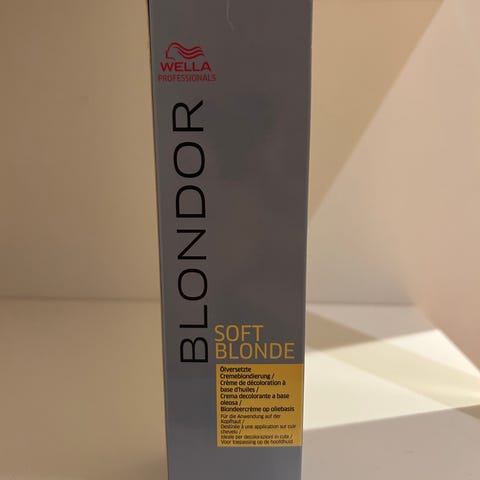 WELLA
PROFESSIONALS
BLONDOR
SOFT
BLONDE
Ölversetzte
Cremeblondierung /
Crème de décoloration à
base d'huiles /
Crema decolorante a base
oleosa /
Blondeercrème op oliebasis
Für die Anwendung auf der
Kopfhaut /
Destinée à une application sur cuir
chevelu /
Ideale per decolorazioni in cute /
Voor toepassing op de hoofdhuid